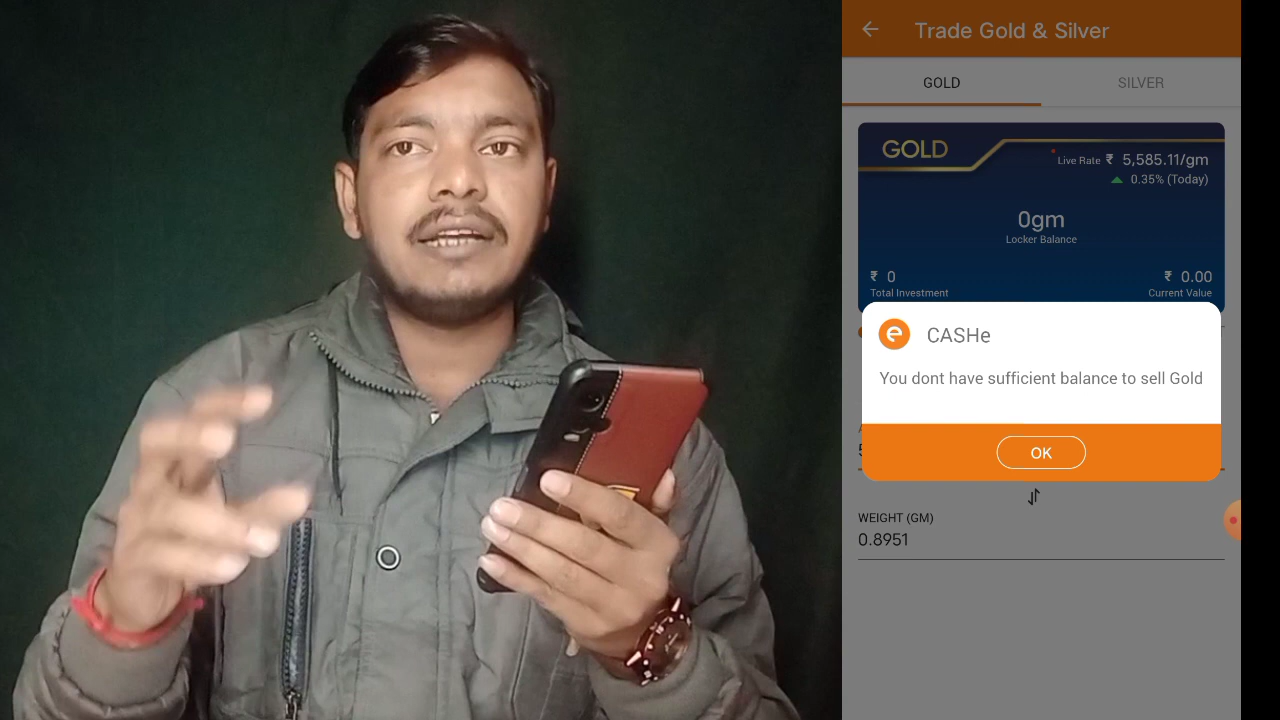 Trade Gold & Silver
GOLD
SILVER
GOLD
Live Rate ₹ 5,585.11/gm
0.35% (Today)
0gm
Locker Balance
₹ 0
₹ 0.00
Total Investment
Current Value
e CASHe
You dont have sufficient balance to sell Gold
OK
WEIGHT (GM)
0.8951